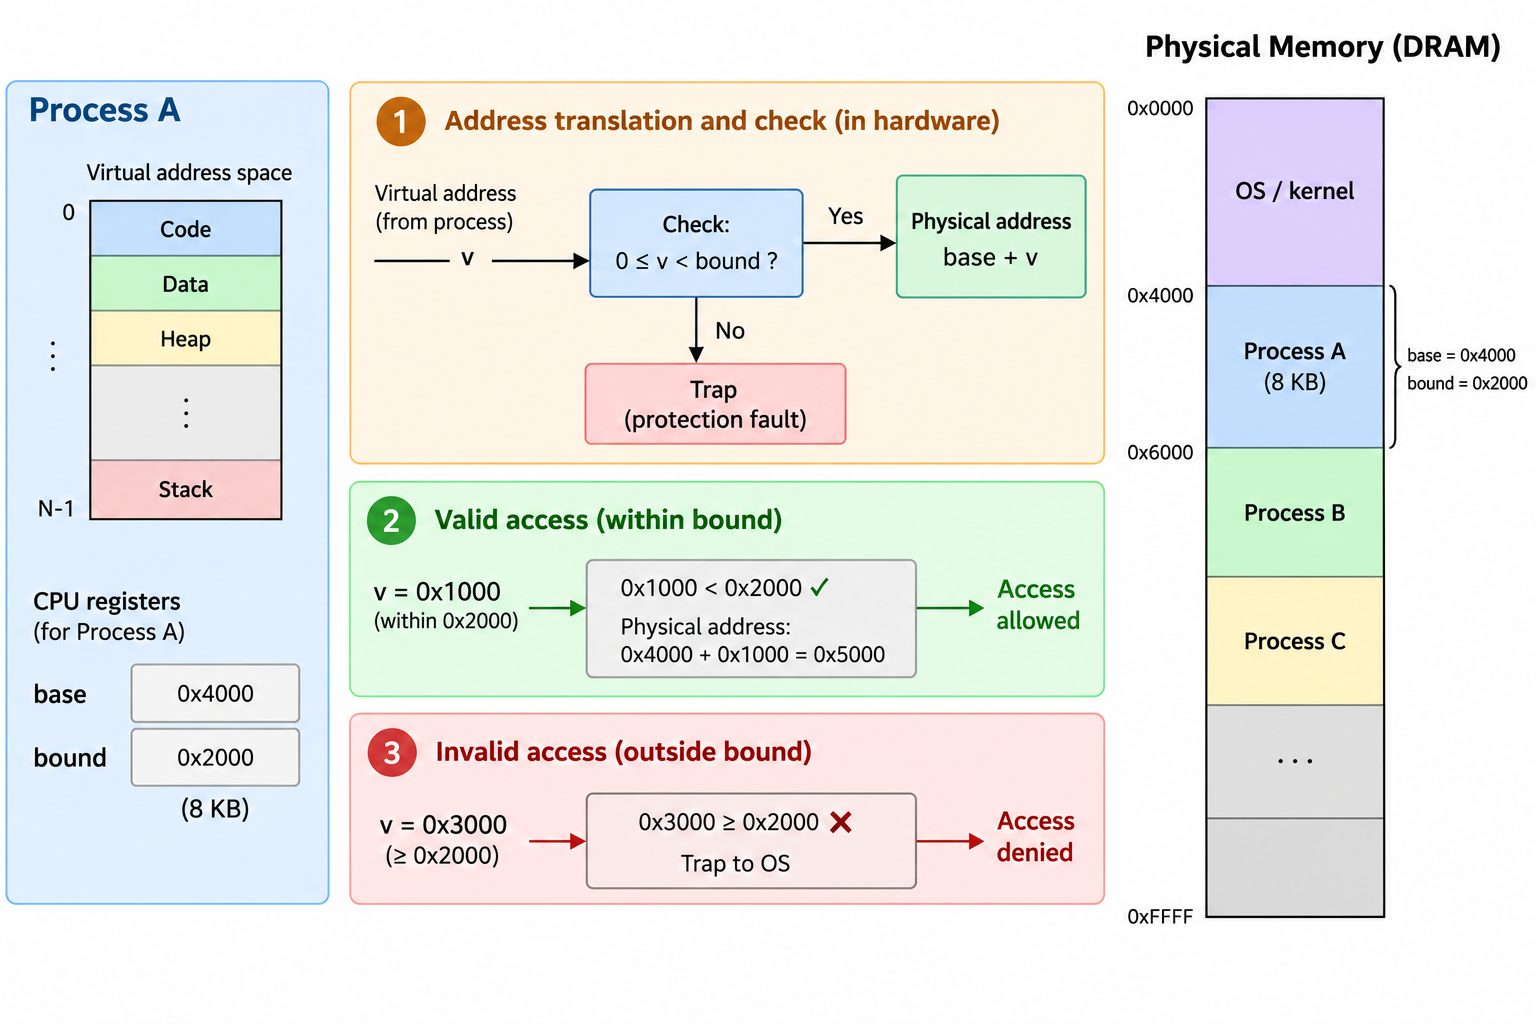 Process A
Virtual address space
0
Code
Data
Heap
⋮
⋮
Stack
N-1
CPU registers
(for Process A)
base
0x4000
bound
0x2000
(8 KB)
1
Address translation and check (in hardware)
Virtual address
(from process)
v
Check:
0 ≤ v < bound ?
Yes
Physical address
base + v
No
Trap
(protection fault)
2
Valid access (within bound)
v = 0x1000
(within 0x2000)
0x1000 < 0x2000 ✓
Physical address:
0x4000 + 0x1000 = 0x5000
Access
allowed
3
Invalid access (outside bound)
v = 0x3000
(≥ 0x2000)
0x3000 ≥ 0x2000 ✗
Trap to OS
Access
denied
Physical Memory (DRAM)
0x0000
OS / kernel
0x4000
Process A
(8 KB)
base = 0x4000
bound = 0x2000
0x6000
Process B
Process C
...
0xFFFF